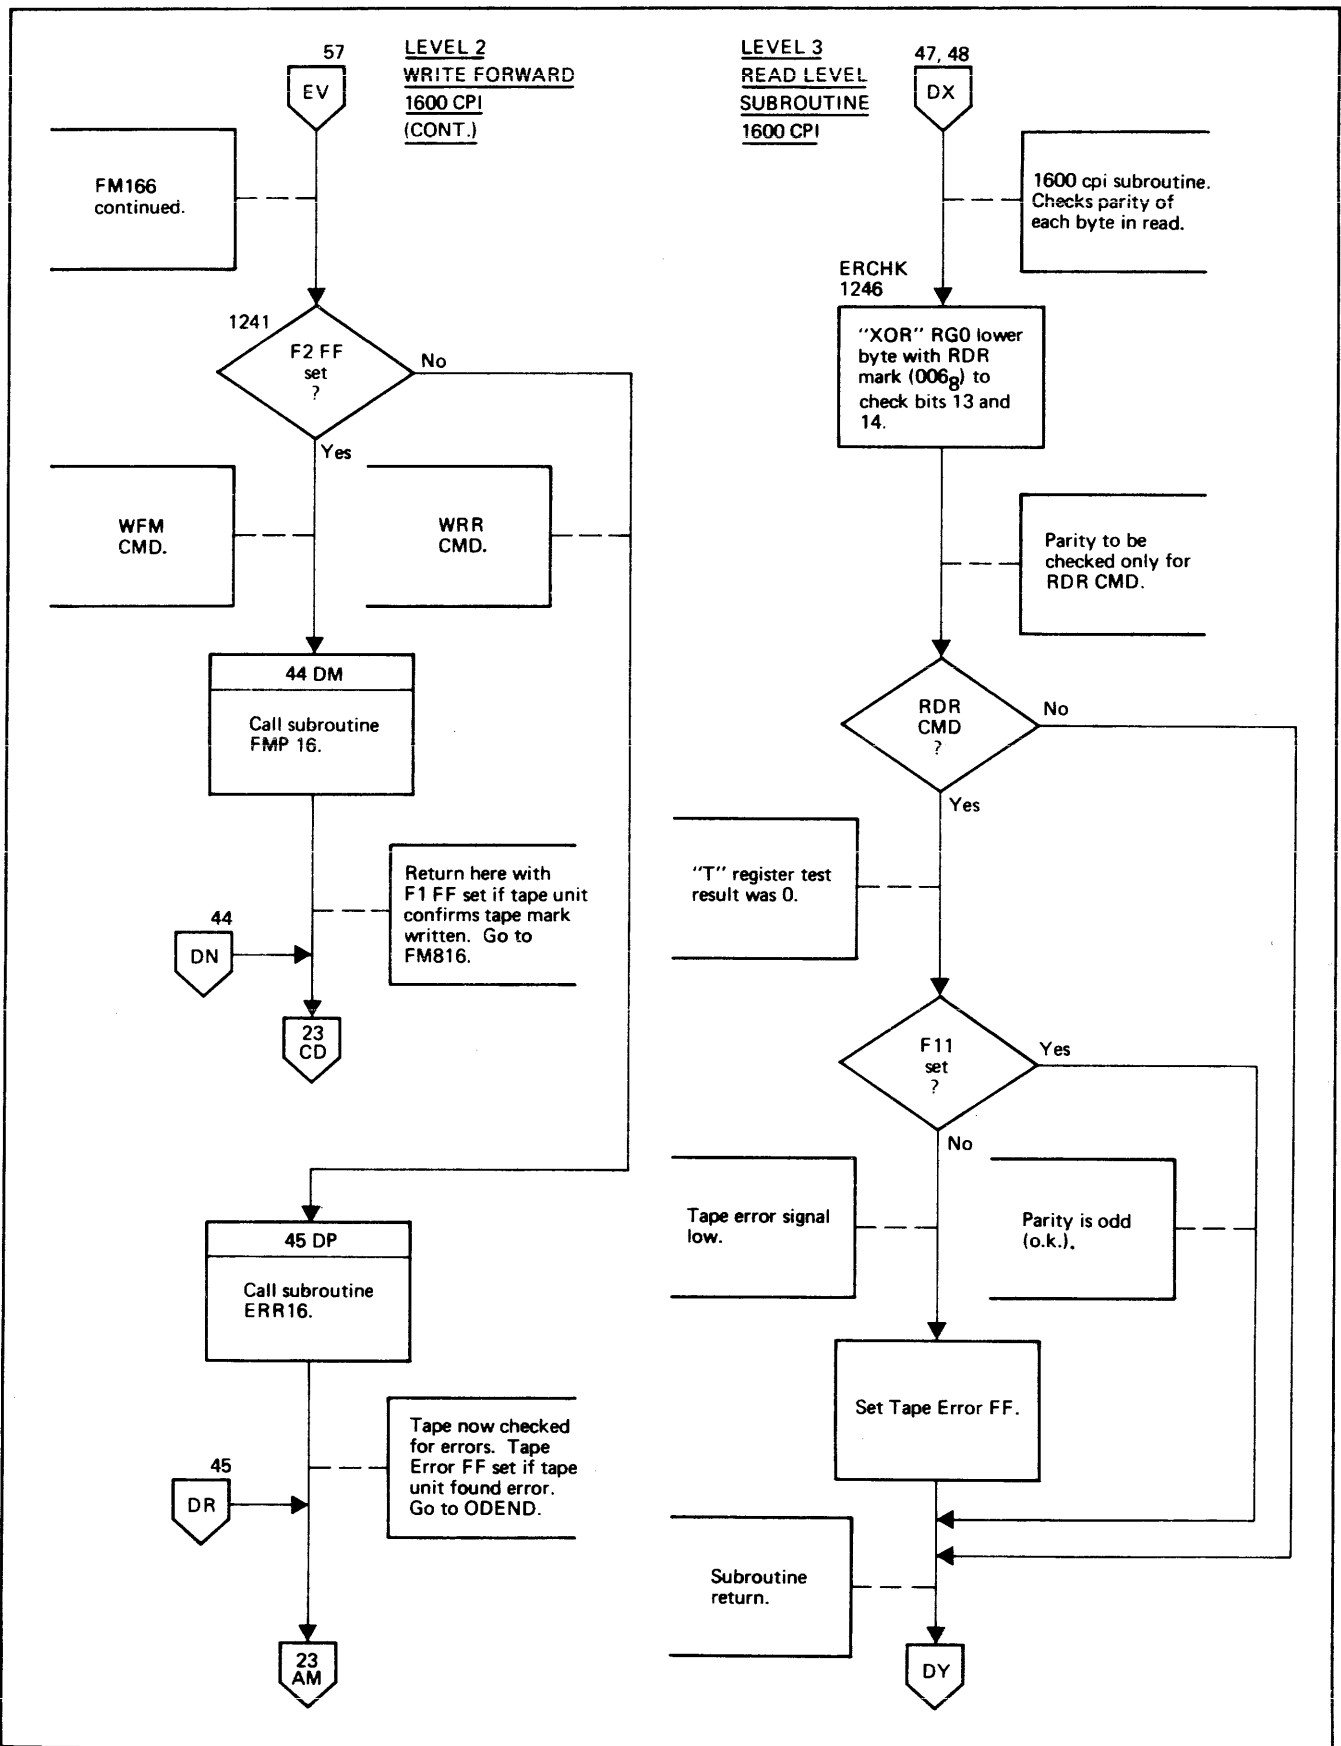 57
EV
LEVEL 2
WRITE FORWARD
1600 CPI
(CONT.)
FM166
continued.
1241
F2 FF
set
?
No
Yes
WFM
CMD.
WRR
CMD.
44 DM
Call subroutine
FMP 16.
Return here with
F1 FF set if tape unit
confirms tape mark
written. Go to
FM816.
44
DN
23
CD
45 DP
Call subroutine
ERR16.
Tape now checked
for errors. Tape
Error FF set if tape
unit found error.
Go to ODEND.
45
DR
23
AM
LEVEL 3
READ LEVEL
SUBROUTINE
1600 CPI
47, 48
DX
1600 cpi subroutine.
Checks parity of
each byte in read.
ERCHK
1246
"XOR" RG0 lower
byte with RDR
mark (006₈) to
check bits 13 and
14.
Parity to be
checked only for
RDR CMD.
RDR
CMD
?
No
Yes
"T" register test
result was 0.
F11
set
?
Yes
No
Tape error signal
low.
Parity is odd
(o.k.).
Set Tape Error FF.
Subroutine
return.
DY